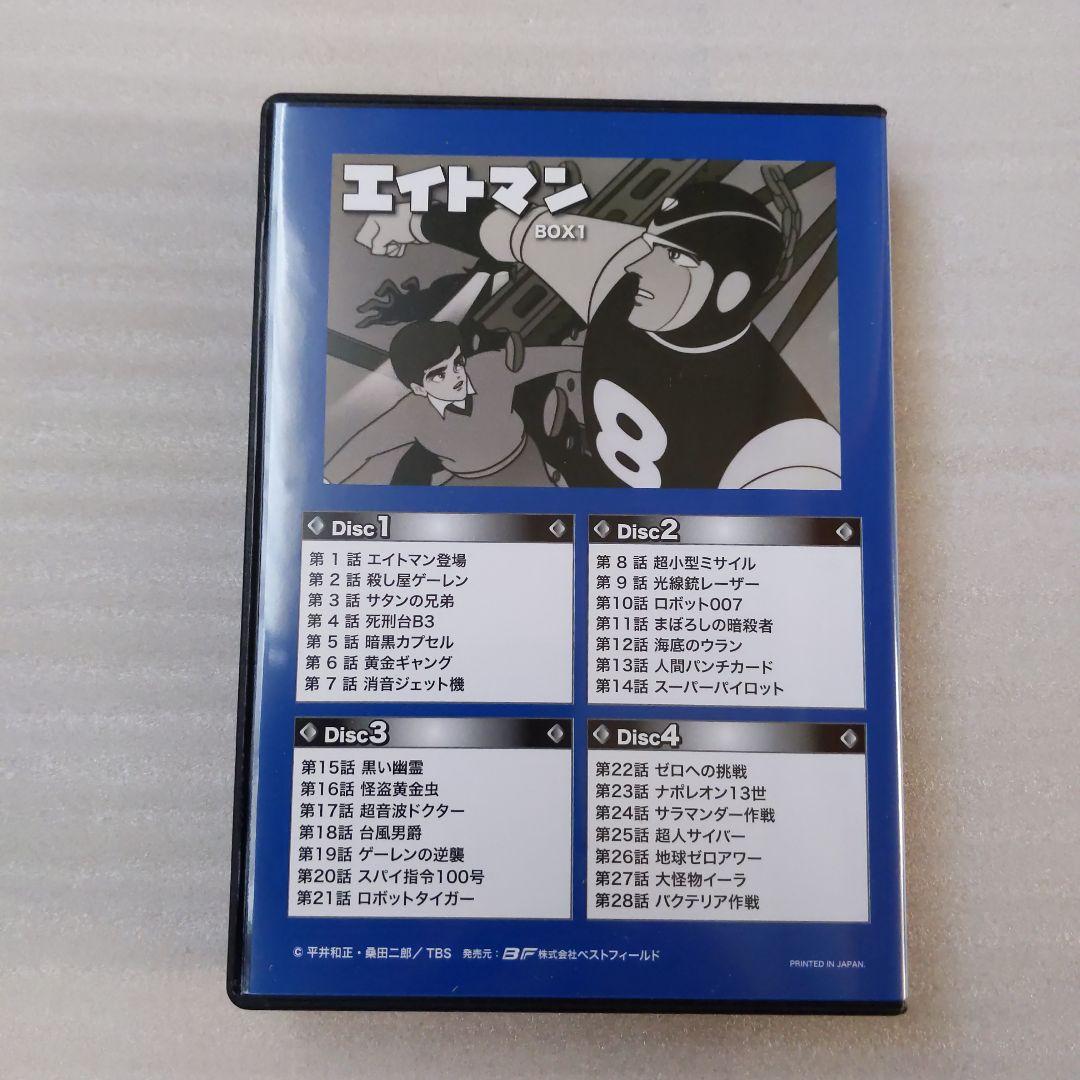 エイトマン
BOX1
8
Disc1
第 1 話 エイトマン登場
第 2 話 殺し屋ゲーレン
第 3 話 サタンの兄弟
第 4 話 死刑台B3
第 5 話 暗黒カプセル
第 6 話 黄金ギャング
第 7 話 消音ジェット機
Disc2
第 8 話 超小型ミサイル
第 9 話 光線銃レーザー
第10話 ロボット007
第11話 まぼろしの暗殺者
第12話 海底のウラン
第13話 人間パンチカード
第14話 スーパーパイロット
Disc3
第15話 黒い幽霊
第16話 怪盗黄金虫
第17話 超音波ドクター
第18話 台風男爵
第19話 ゲーレンの逆襲
第20話 スパイ指令100号
第21話 ロボットタイガー
Disc4
第22話 ゼロへの挑戦
第23話 ナポレオン13世
第24話 サラマンダー作戦
第25話 超人サイバー
第26話 地球ゼロアワー
第27話 大怪物イーラ
第28話 バクテリア作戦
© 平井和正・桑田二郎／TBS 発売元：BF株式会社ベストフィールド
PRINTED IN JAPAN.